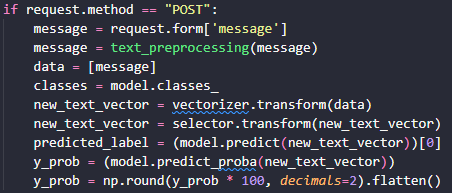 if request.method == "POST":
message = request.form['message']
message = text_preprocessing(message)
data = [message]
classes = model.classes_
new_text_vector = vectorizer.transform(data)
new_text_vector = selector.transform(new_text_vector)
predicted_label = (model.predict(new_text_vector))[0]
y_prob = (model.predict_proba(new_text_vector))
y_prob = np.round(y_prob * 100, decimals=2).flatten()